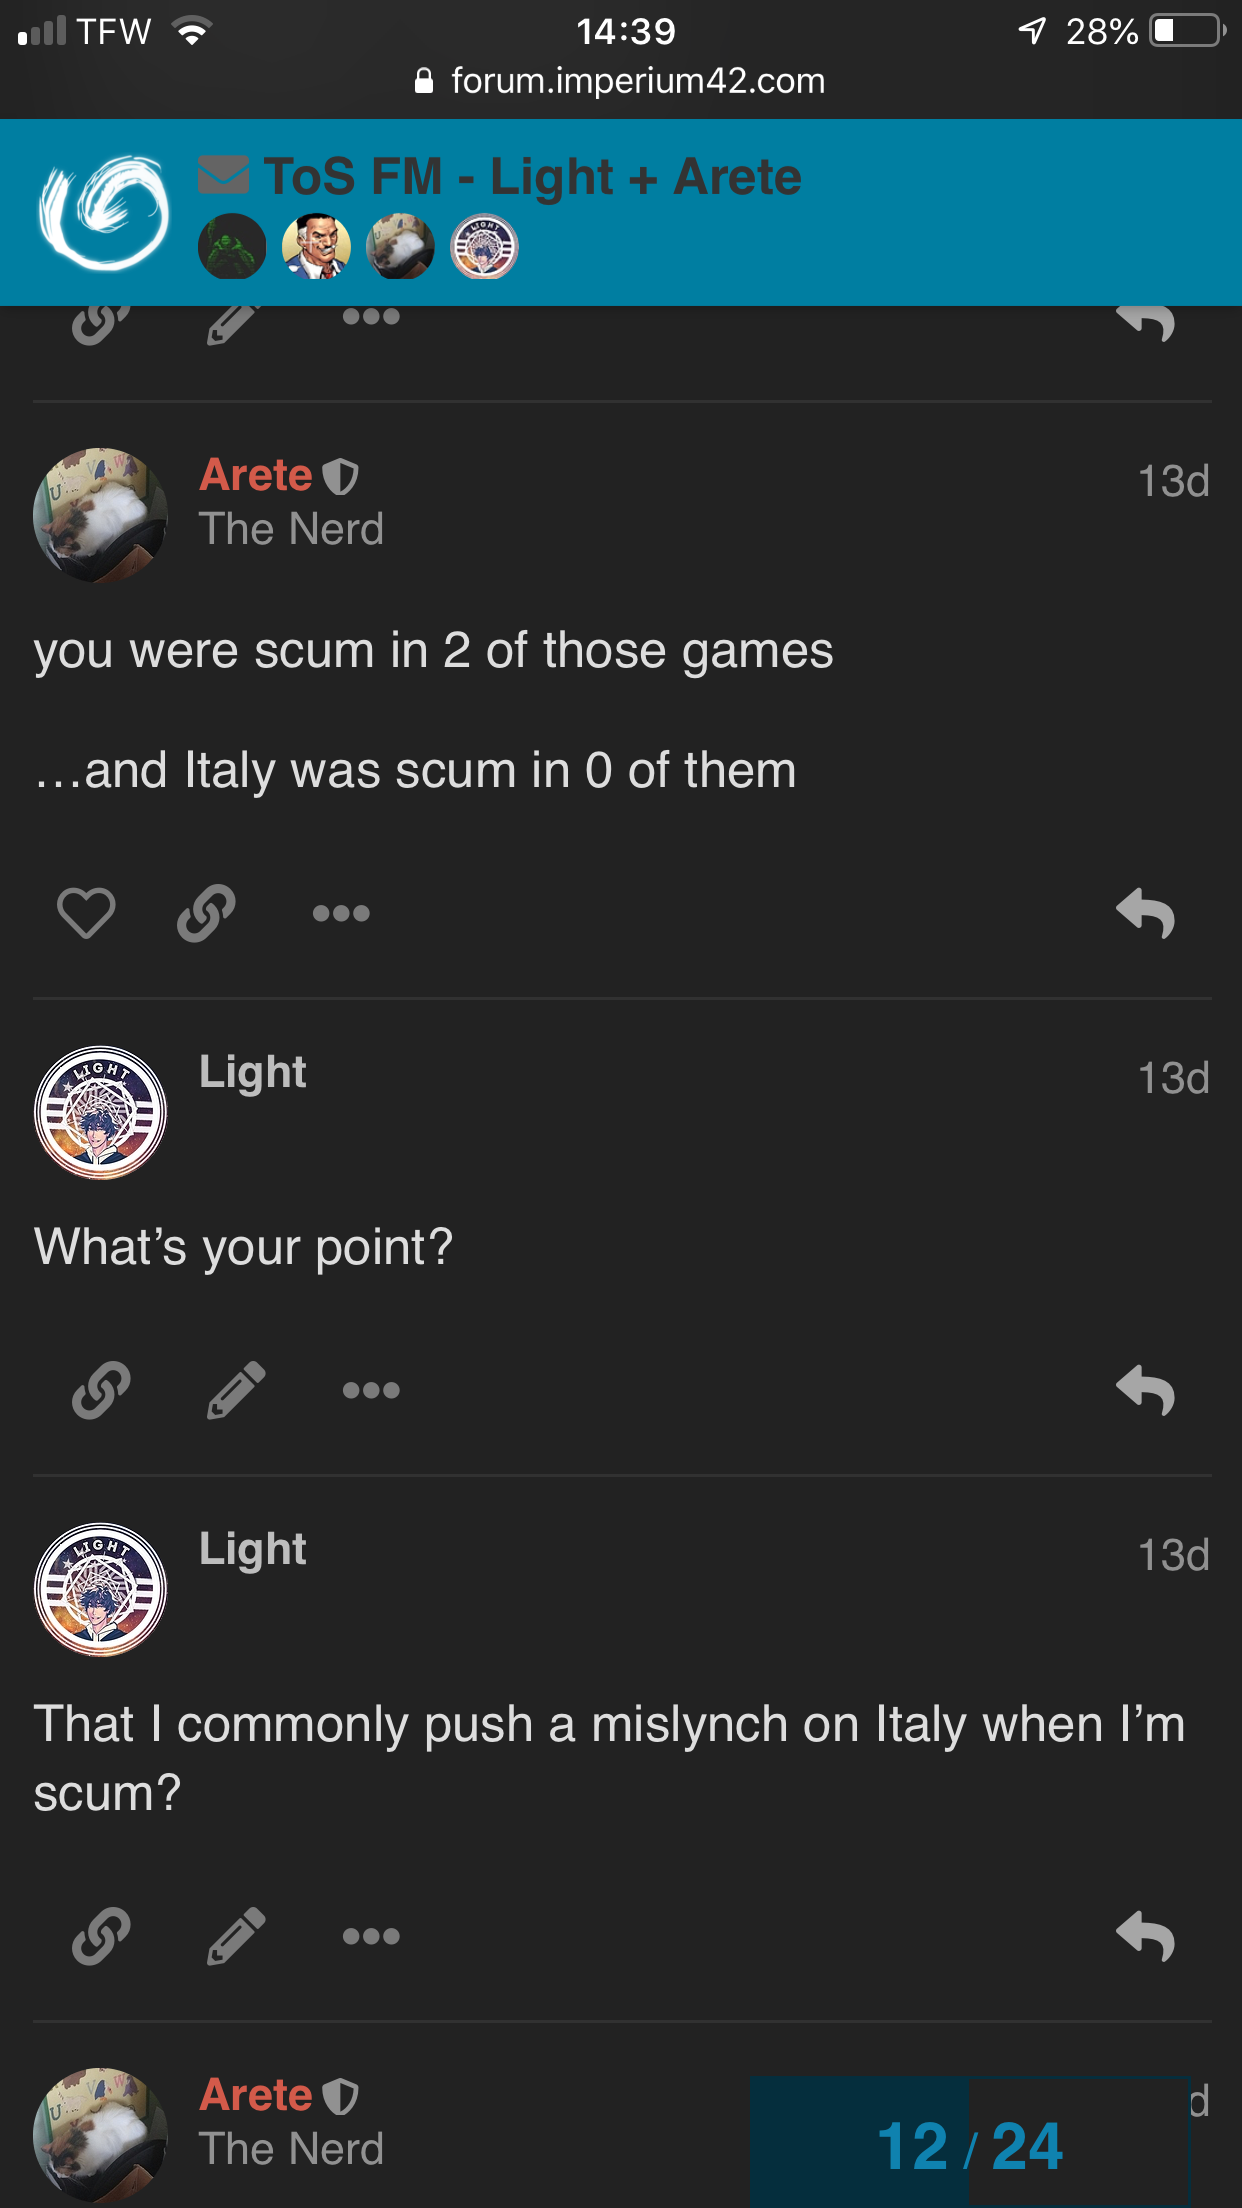 TFW
14:39
28%
forum.imperium42.com
ToS FM - Light + Arete
Arete
13d
The Nerd
you were scum in 2 of those games
…and Italy was scum in 0 of them
LIGHT
Light
13d
What’s your point?
LIGHT
Light
13d
That I commonly push a mislynch on Italy when I’m
scum?
Arete
d
The Nerd
12 / 24